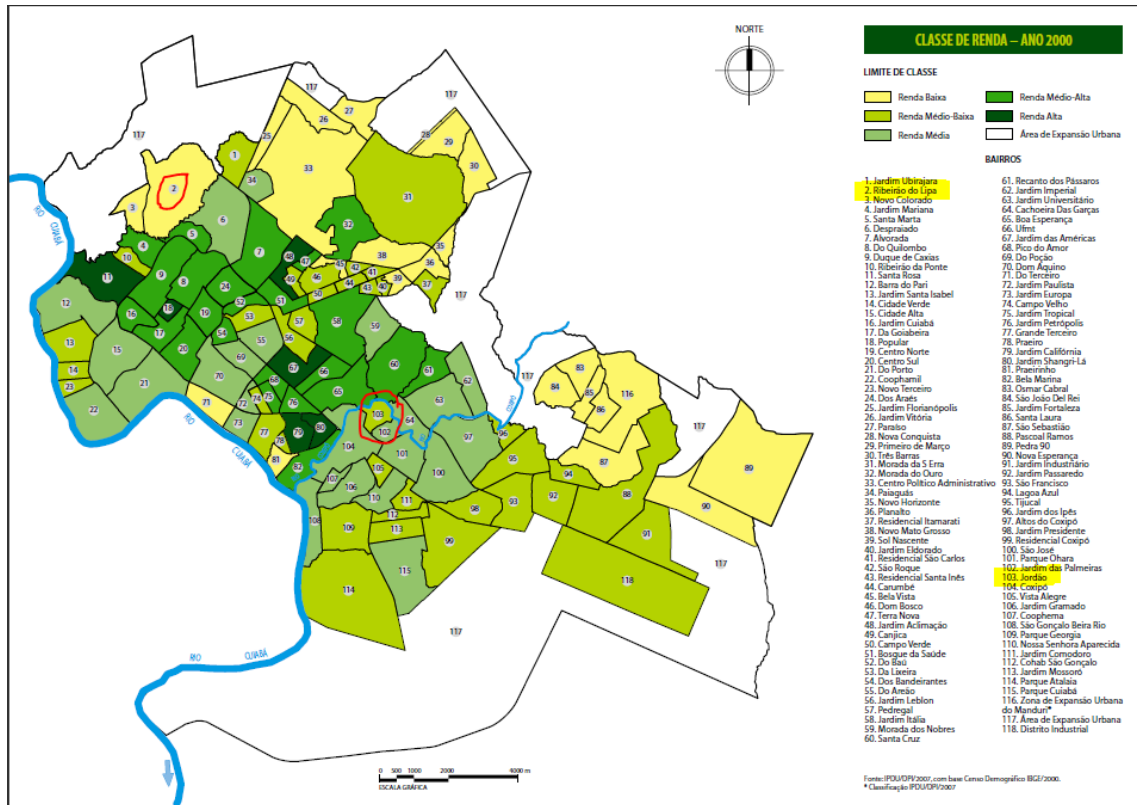 NORTE
CLASSE DE RENDA – ANO 2000
LIMITE DE CLASSE
Renda Baixa
Renda Médio-Baixa
Renda Média
Renda Médio-Alta
Renda Alta
Área de Expansão Urbana
BAIRROS
1. Jardim Ubirajara
2. Ribeirão do Lipa
3. Novo Colorado
4. Jardim Mariana
5. Santa Marta
6. Despraiado
7. Alvorada
8. Do Quilombo
9. Duque de Caxias
10. Ribeirão da Ponte
11. Santa Rosa
12. Barra do Pari
13. Jardim Santa Isabel
14. Cidade Verde
15. Cidade Alta
16. Jardim Cuiabá
17. Da Goiabeira
18. Popular
19. Centro Norte
20. Centro Sul
21. Do Porto
22. Coophamil
23. Novo Terceiro
24. Dos Araés
25. Jardim Florianópolis
26. Jardim Vitória
27. Paraíso
28. Nova Conquista
29. Primeiro de Março
30. Três Barras
31. Morada da S Erra
32. Morada do Ouro
33. Centro Político Administrativo
34. Paiaguás
35. Novo Horizonte
36. Planalto
37. Residencial Itamarati
38. Novo Mato Grosso
39. Sol Nascente
40. Jardim Eldorado
41. Residencial São Carlos
42. São Roque
43. Residencial Santa Inês
44. Carumbé
45. Bela Vista
46. Dom Bosco
47. Terra Nova
48. Jardim Aclimação
49. Canjica
50. Campo Verde
51. Bosque da Saúde
52. Do Baú
53. Da Lixeira
54. Dos Bandeirantes
55. Do Areão
56. Jardim Leblon
57. Pedregal
58. Jardim Itália
59. Morada dos Nobres
60. Santa Cruz
61. Recanto dos Pássaros
62. Jardim Imperial
63. Jardim Universitário
64. Cachoeira Das Garças
65. Boa Esperança
66. Ufmt
67. Jardim das Américas
68. Pico do Amor
69. Do Poção
70. Dom Aquino
71. Do Terceiro
72. Jardim Paulista
73. Jardim Europa
74. Campo Velho
75. Jardim Tropical
76. Jardim Petrópolis
77. Grande Terceiro
78. Praeiro
79. Jardim Califórnia
80. Jardim Shangri-Lá
81. Praeirinho
82. Bela Marina
83. Osmar Cabral
84. São João Del Rei
85. Jardim Fortaleza
86. Santa Laura
87. São Sebastião
88. Pascoal Ramos
89. Pedra 90
90. Nova Esperança
91. Jardim Industriário
92. Jardim Passaredo
93. São Francisco
94. Lagoa Azul
95. Tijucal
96. Jardim dos Ipês
97. Altos do Coxipó
98. Jardim Presidente
99. Residencial Coxipó
100. São José
101. Parque Ohara
102. Jardim das Palmeiras
103. Jordão
104. Coxipó
105. Vista Alegre
106. Jardim Gramado
107. Coophema
108. São Gonçalo Beira Rio
109. Parque Georgia
110. Nossa Senhora Aparecida
111. Jardim Comodoro
112. Cohab São Gonçalo
113. Jardim Mossoró
114. Parque Atalaia
115. Parque Cuiabá
116. Zona de Expansão Urbana
do Manduri*
117. Área de Expansão Urbana
118. Distrito Industrial
RIO CUIABÁ
RIO CUIABÁ
RIO CUIABÁ
0 500 1000 2000 4000 m
ESCALA GRÁFICA
Fonte: IPDU/DPI/2007, com base Censo Demográfico IBGE/2000.
* Classificação IPDU/DPI/2007